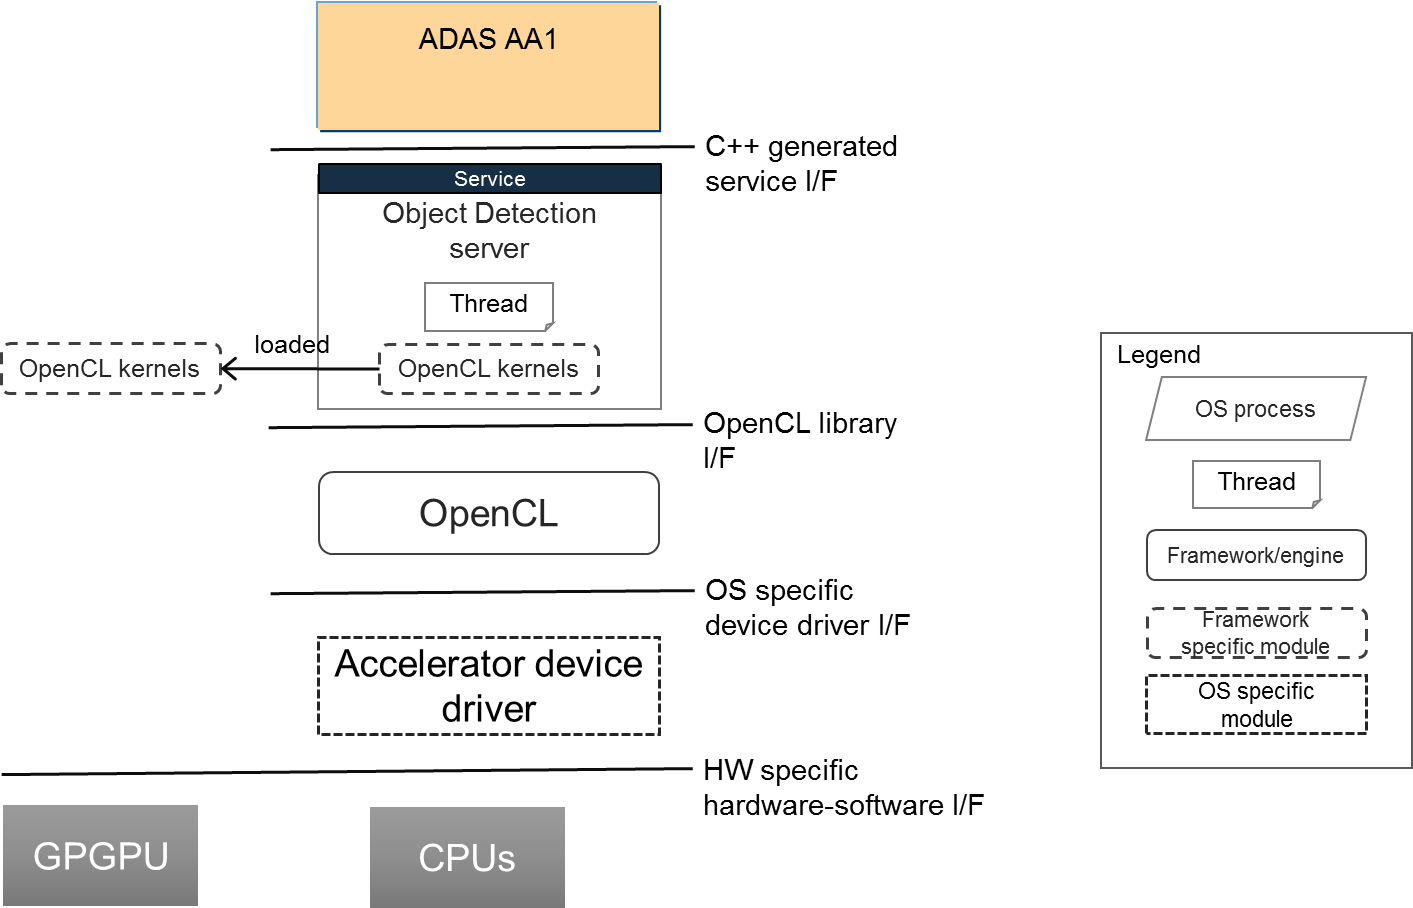 ADAS AA1
C++ generated
service I/F
Service
Object Detection
server
Thread
loaded
OpenCL kernels
OpenCL kernels
OpenCL library
I/F
OpenCL
OS specific
device driver I/F
Accelerator device
driver
HW specific
hardware-software I/F
GPGPU
CPUs
Legend
OS process
Thread
Framework/engine
Framework
specific module
OS specific
module